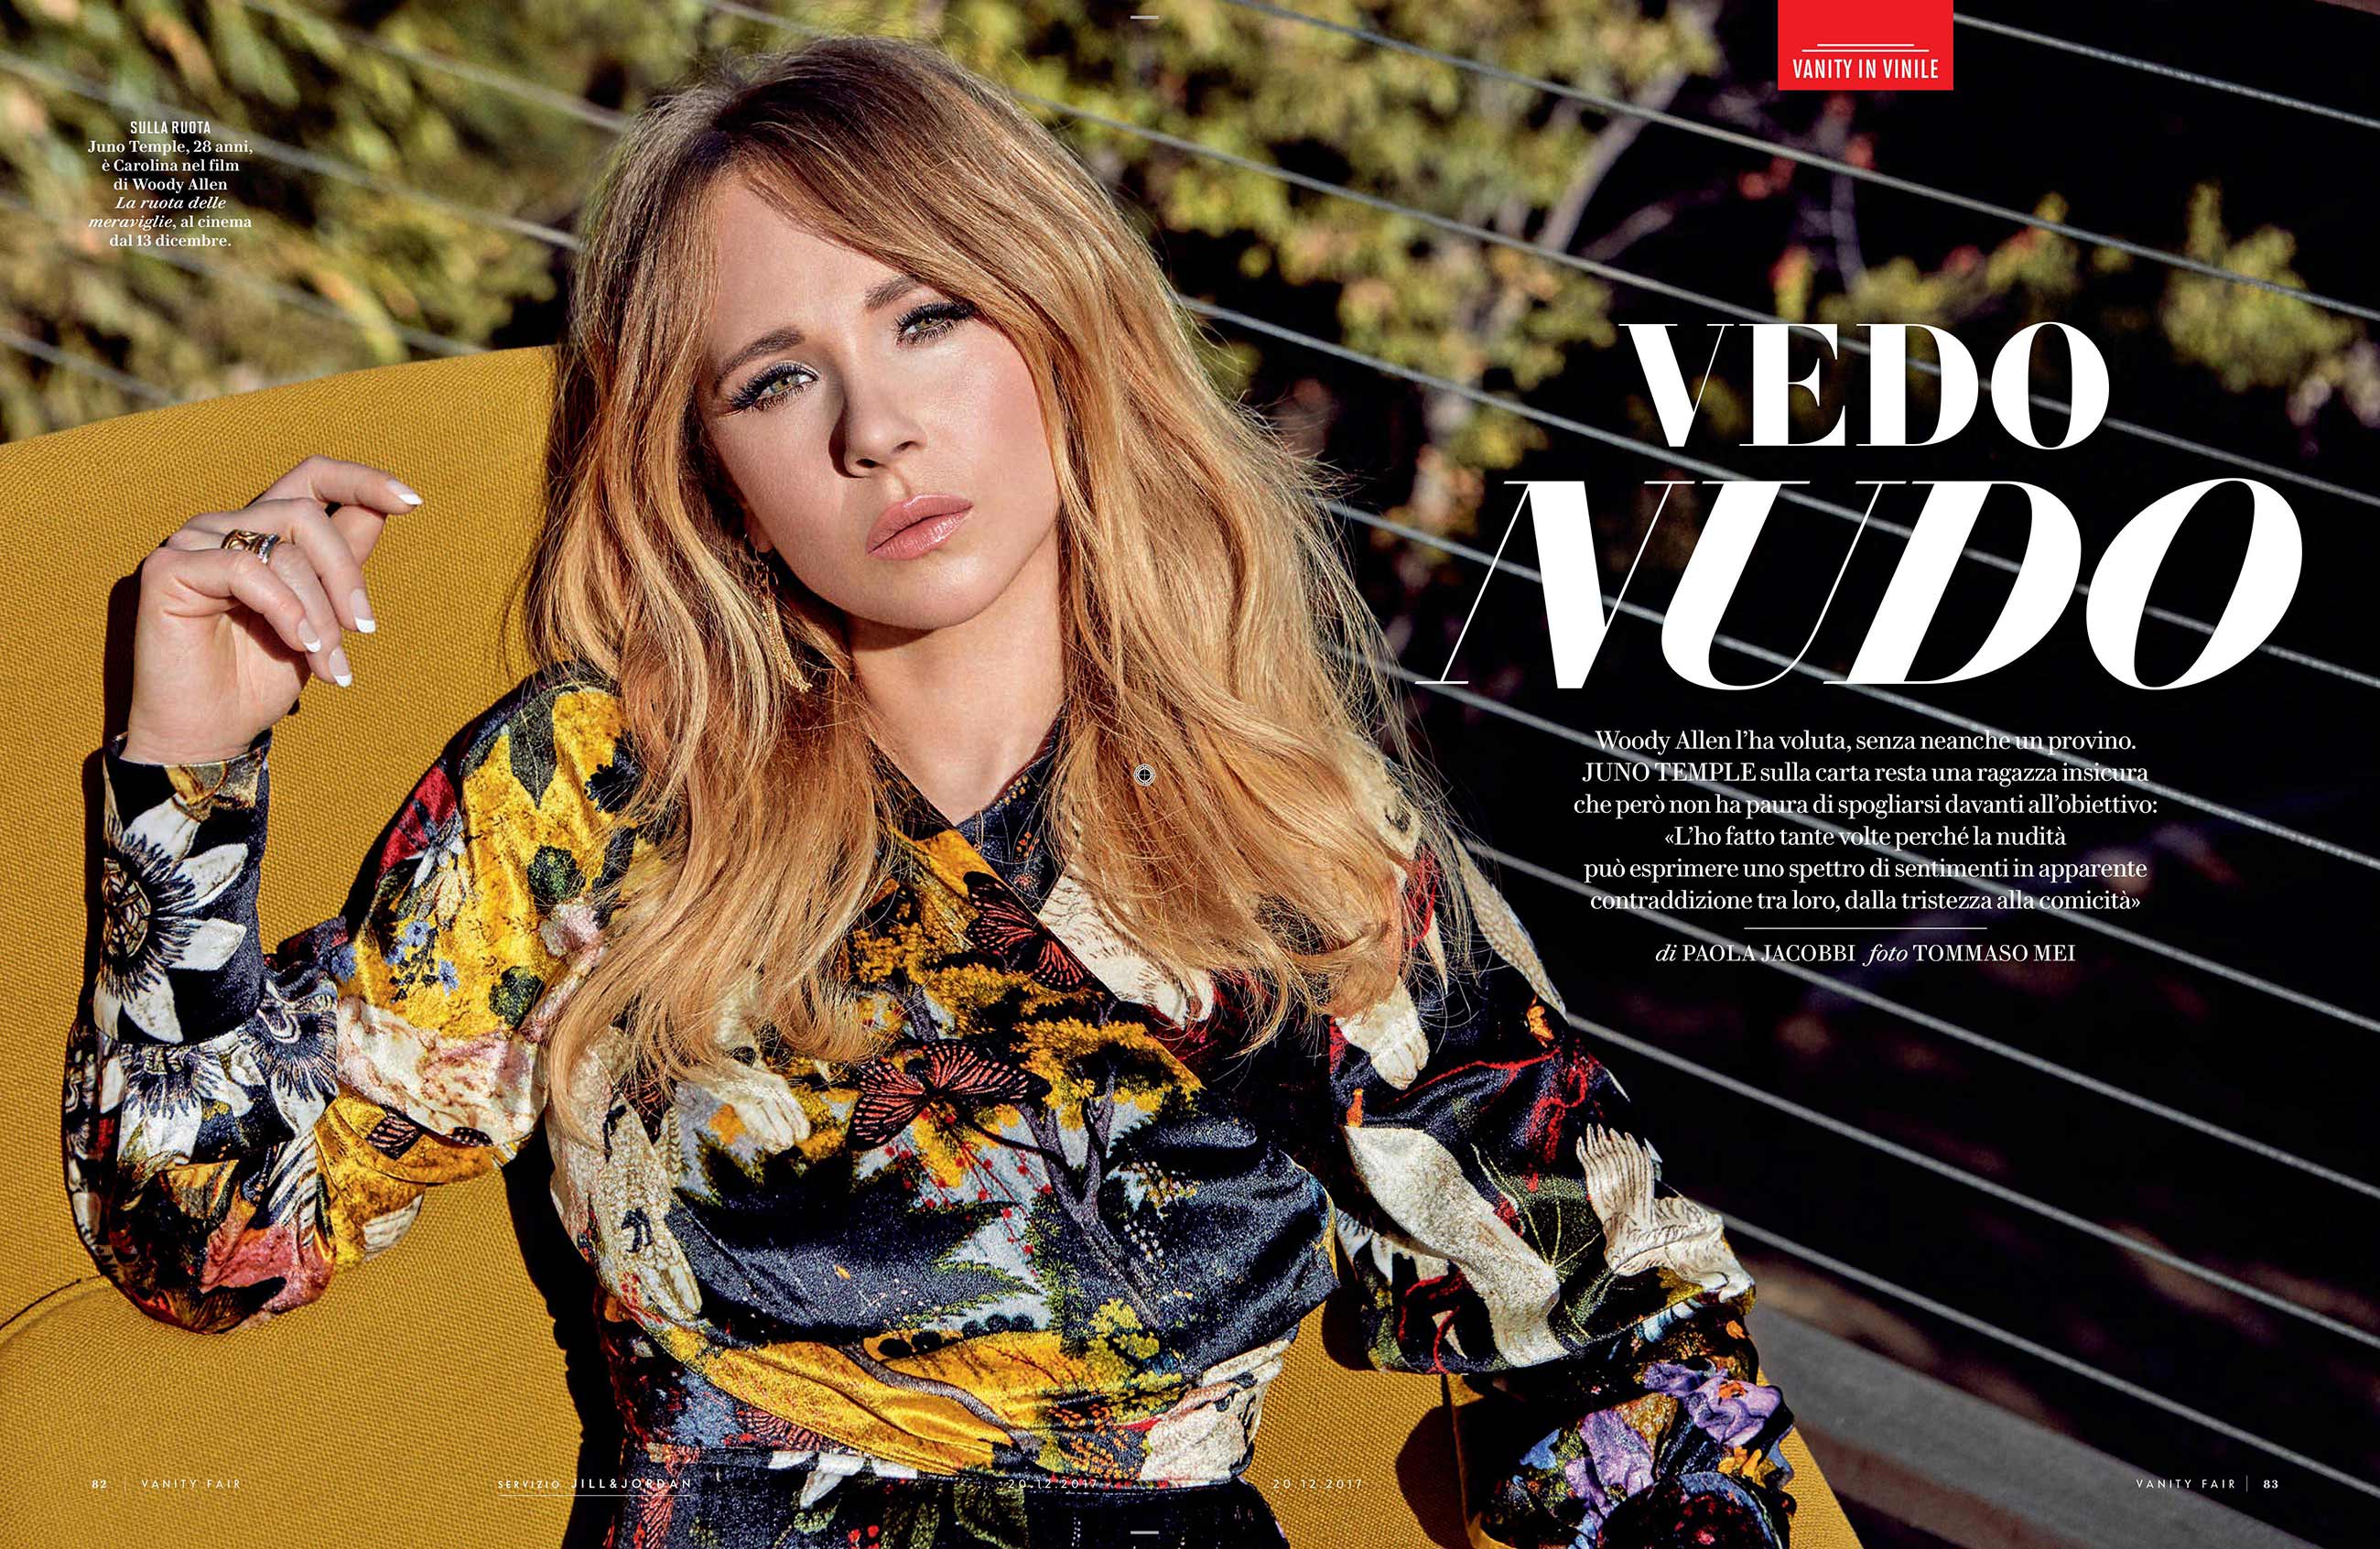 VANITY IN VINILE
SULLA RUOTA
Juno Temple, 28 anni,
è Carolina nel film
di Woody Allen
La ruota delle
meraviglie, al cinema
dal 13 dicembre.
VEDO
NUDO
Woody Allen l'ha voluta, senza neanche un provino.
JUNO TEMPLE sulla carta resta una ragazza insicura
che però non ha paura di spogliarsi davanti all'obiettivo:
«L'ho fatto tante volte perché la nudità
può esprimere uno spettro di sentimenti in apparente
contraddizione tra loro, dalla tristezza alla comicità»
di PAOLA JACOBBI foto TOMMASO MEI
82 | VANITY FAIR
SERVIZIO JILL&JORDAN
20.12.2017
20.12.2017
VANITY FAIR | 83